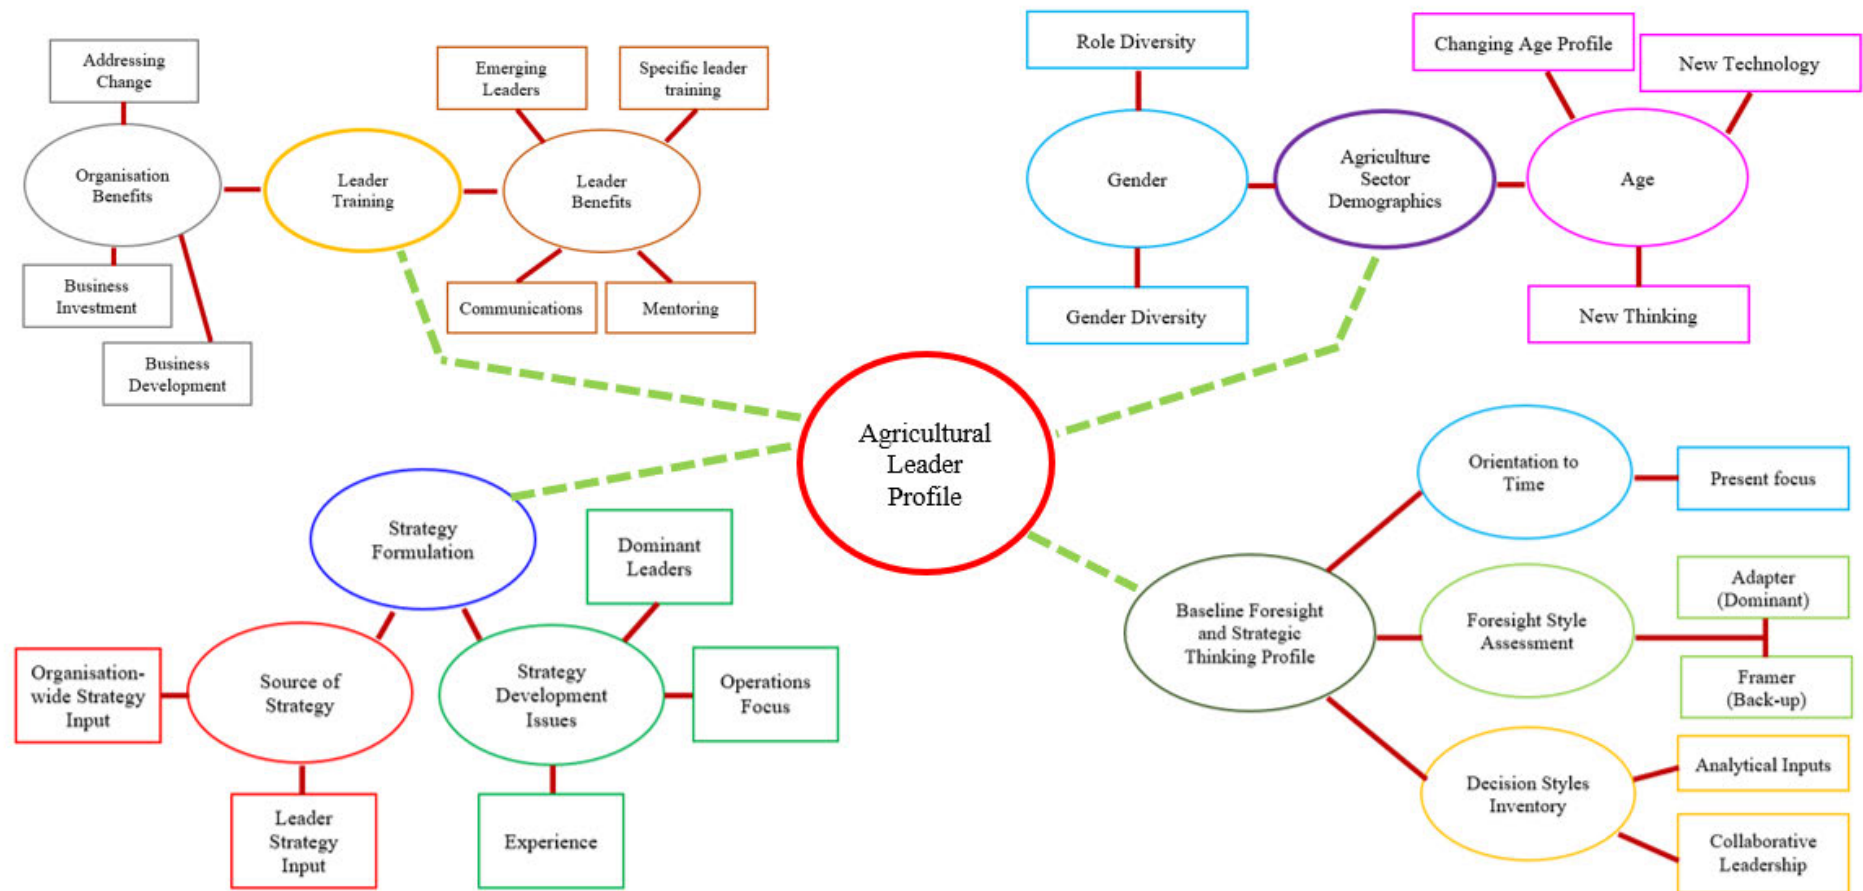 Addressing
Change
Organisation
Benefits
Business
Investment
Business
Development
Leader
Training
Emerging
Leaders
Specific leader
training
Leader
Benefits
Communications
Mentoring
Role Diversity
Gender
Gender Diversity
Agriculture
Sector
Demographics
Changing Age Profile
New Technology
Age
New Thinking
Agricultural
Leader
Profile
Strategy
Formulation
Source of
Strategy
Organisation-
wide Strategy
Input
Leader
Strategy
Input
Strategy
Development
Issues
Dominant
Leaders
Operations
Focus
Experience
Baseline Foresight
and Strategic
Thinking Profile
Orientation to
Time
Present focus
Foresight Style
Assessment
Adapter
(Dominant)
Framer
(Back-up)
Decision Styles
Inventory
Analytical Inputs
Collaborative
Leadership